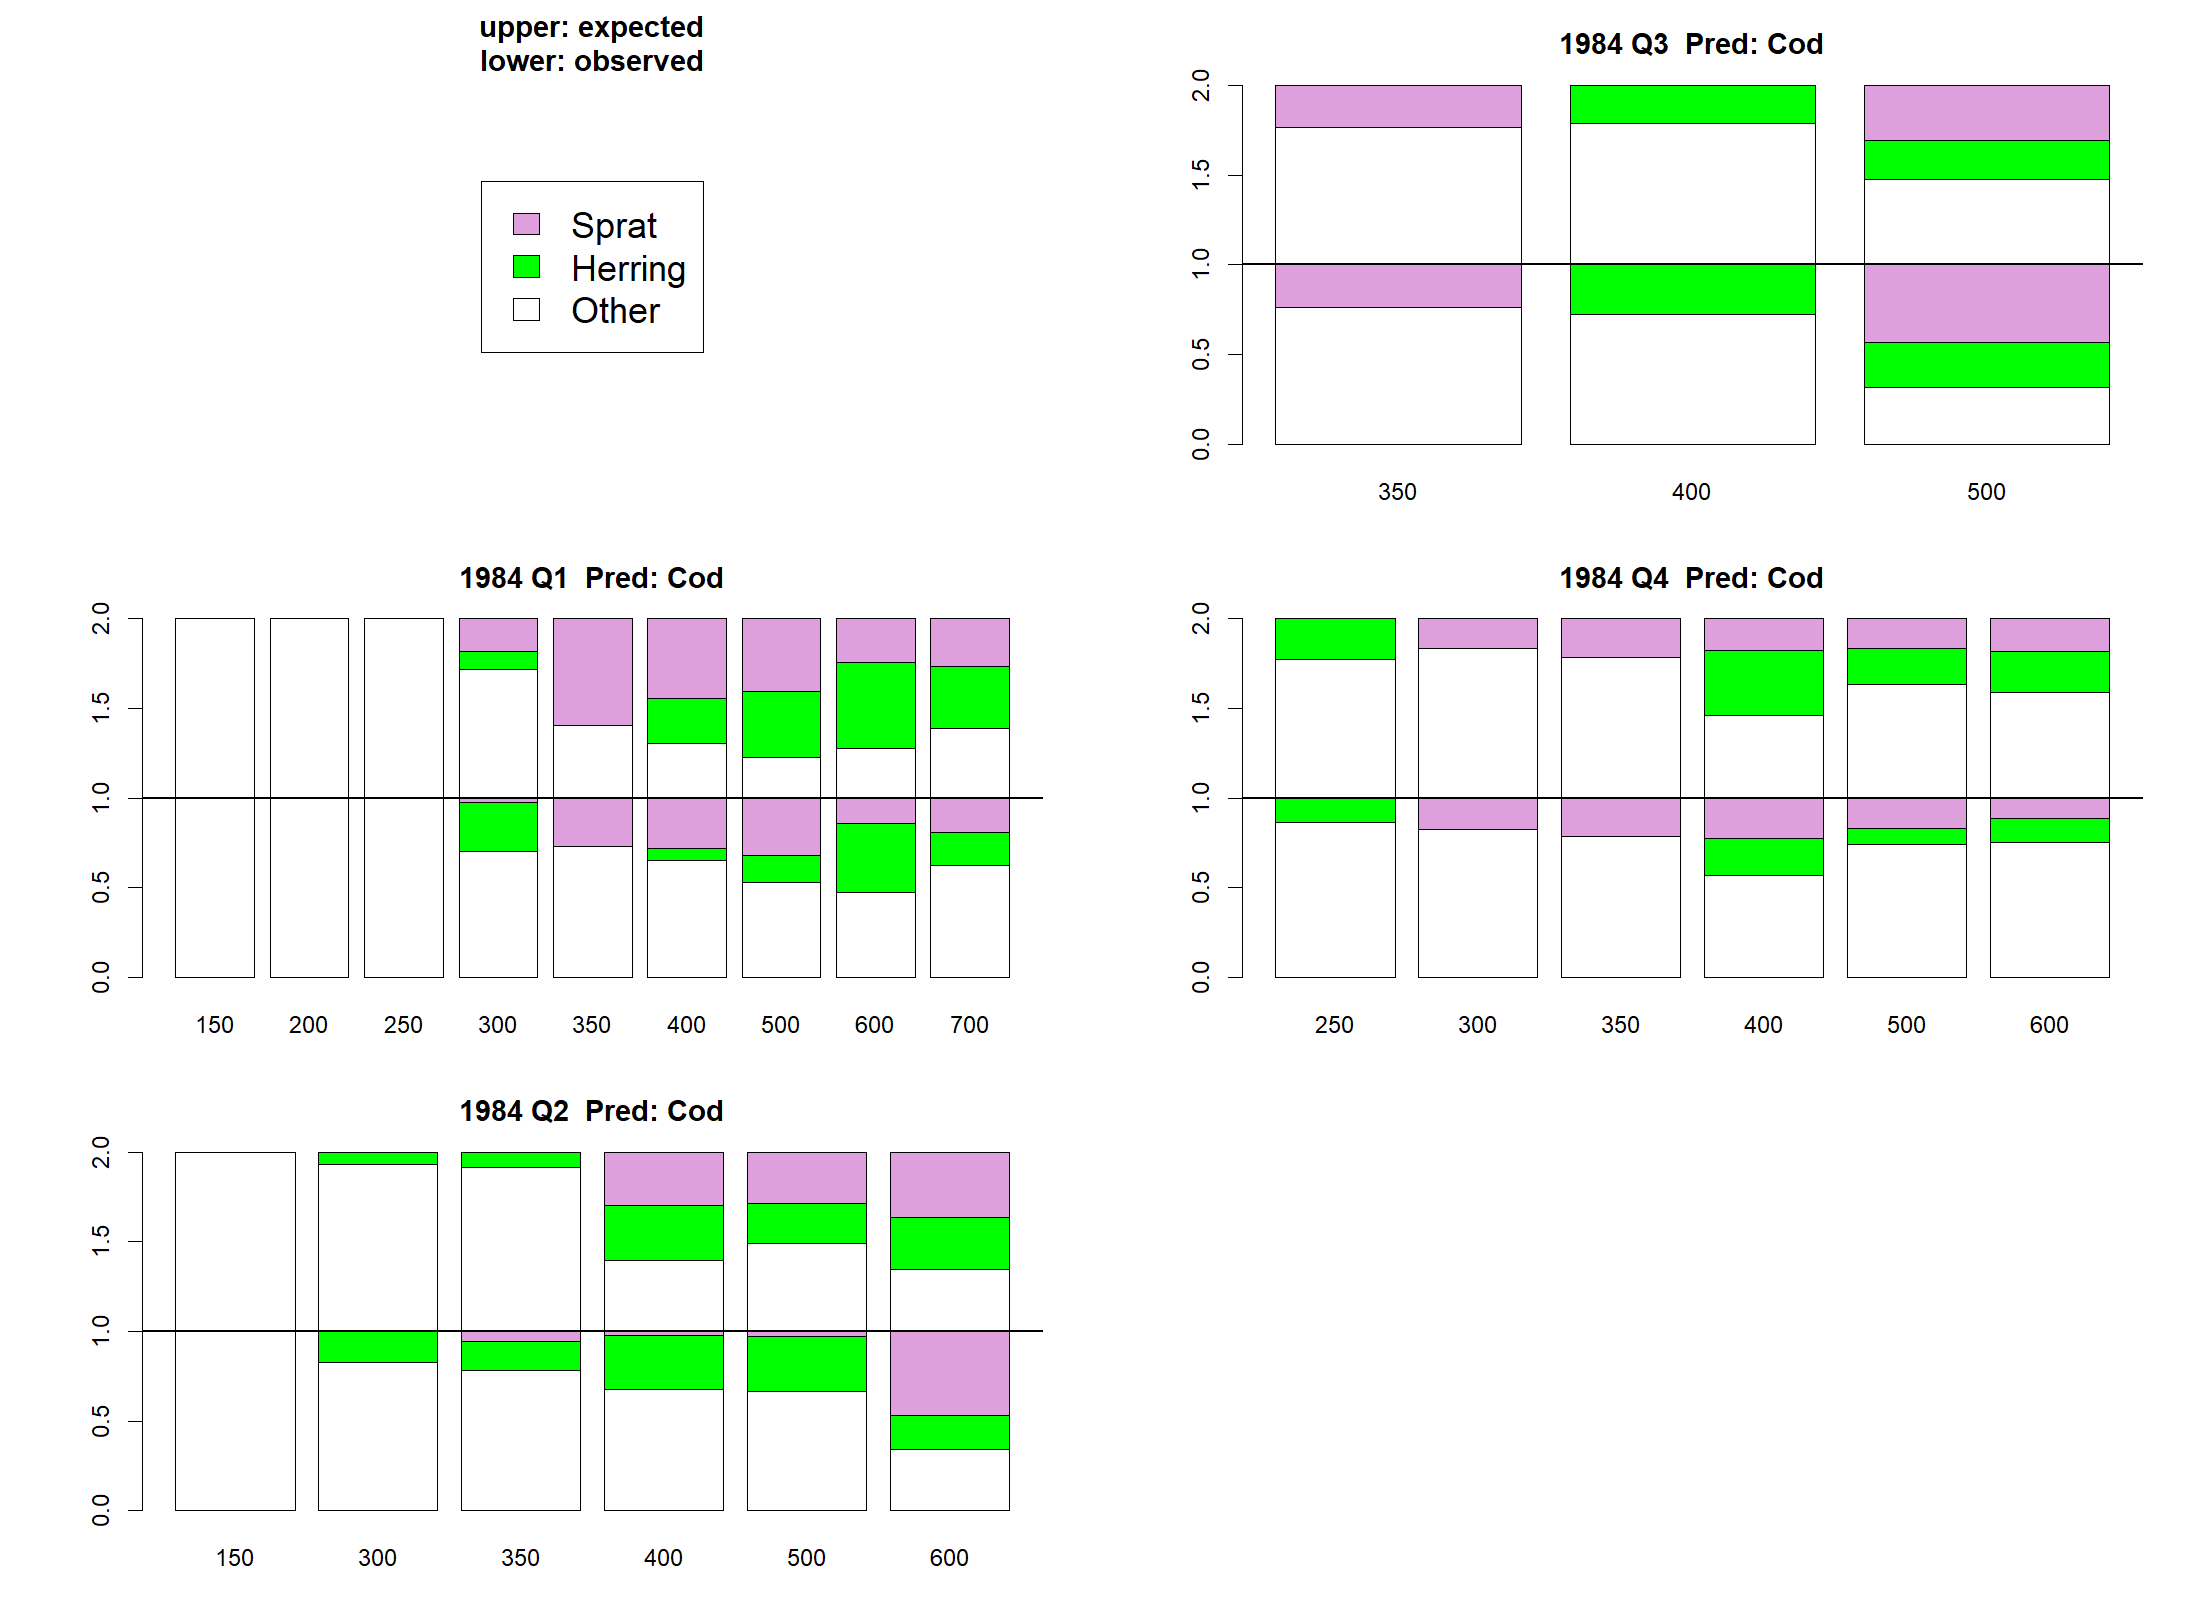 upper: expected
lower: observed
Sprat
Herring
Other
1984 Q3  Pred: Cod
2.0
1.5
1.0
0.5
0.0
350 400 500
1984 Q1  Pred: Cod
2.0
1.5
1.0
0.5
0.0
150 200 250 300 350 400 500 600 700
1984 Q4  Pred: Cod
2.0
1.5
1.0
0.5
0.0
250 300 350 400 500 600
1984 Q2  Pred: Cod
2.0
1.5
1.0
0.5
0.0
150 300 350 400 500 600